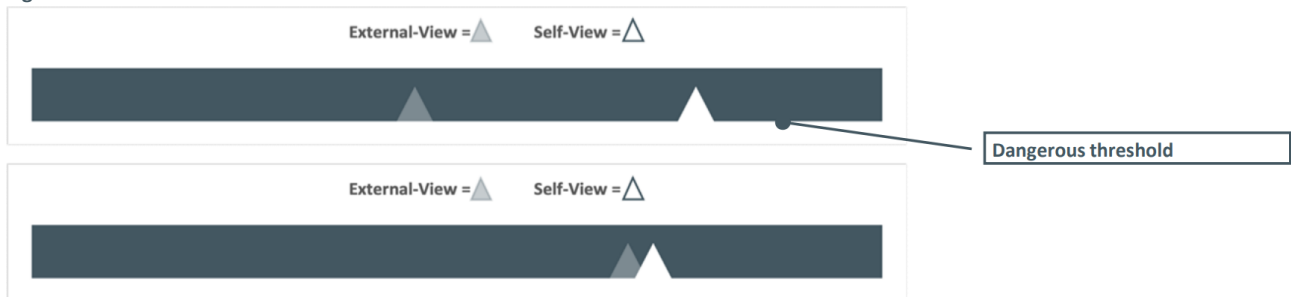 External-View = Self-View =
Dangerous threshold
External-View = Self-View =